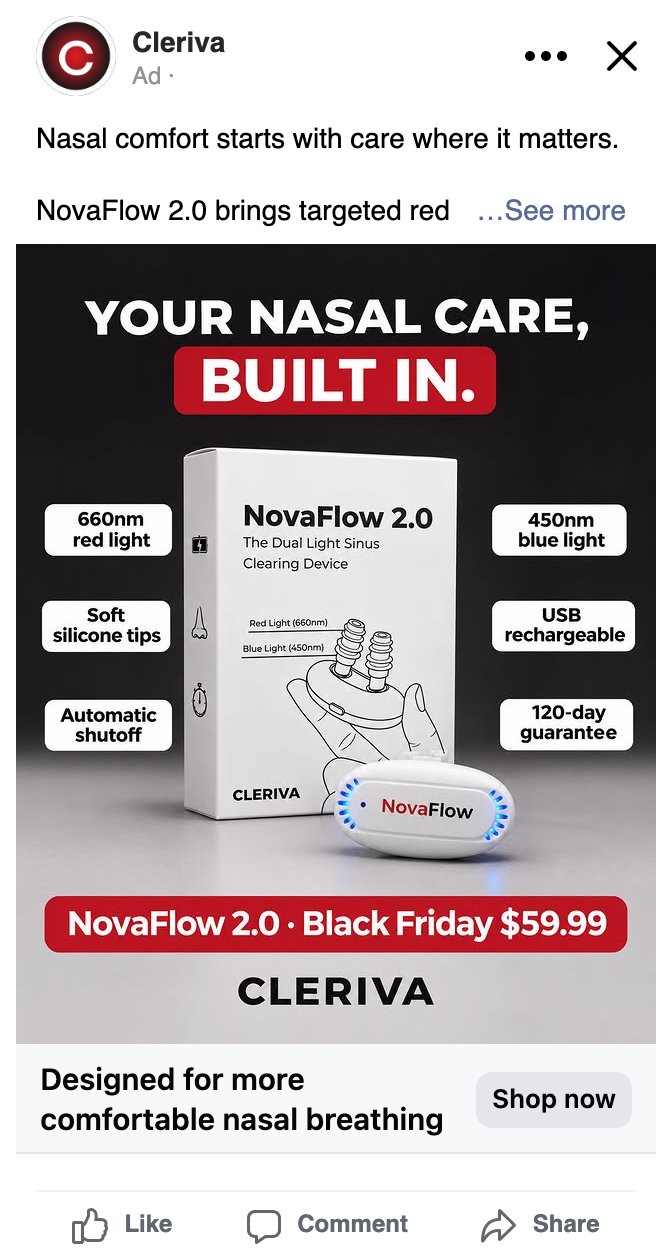 Cleriva
Ad ·
Nasal comfort starts with care where it matters.
NovaFlow 2.0 brings targeted red ...See more
YOUR NASAL CARE,
BUILT IN.
660nm
red light
Soft
silicone tips
Automatic
shutoff
NovaFlow 2.0
The Dual Light Sinus
Clearing Device
Red Light (660nm)
Blue Light (450nm)
CLERIVA
NovaFlow
450nm
blue light
USB
rechargeable
120-day
guarantee
NovaFlow 2.0 · Black Friday $59.99
CLERIVA
Designed for more
comfortable nasal breathing
Shop now
Like
Comment
Share